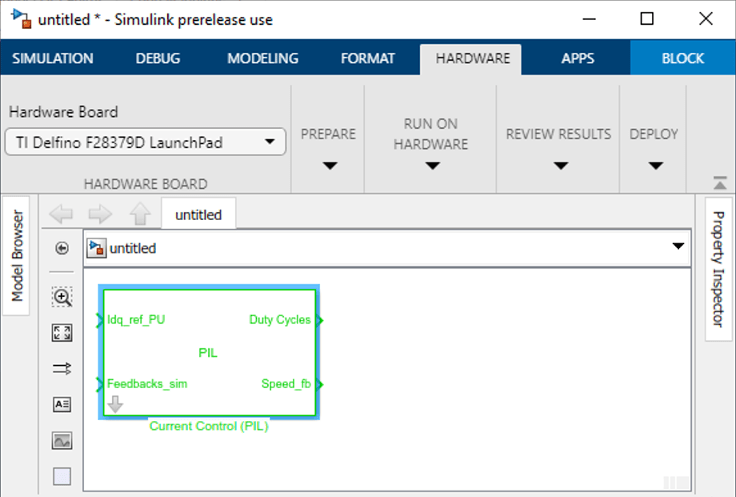 untitled * - Simulink prerelease use
SIMULATION DEBUG MODELING FORMAT HARDWARE APPS BLOCK
Hardware Board
TI Delfino F28379D LaunchPad
PREPARE
RUN ON
HARDWARE
REVIEW RESULTS
DEPLOY
HARDWARE BOARD
Model Browser
untitled
untitled
Idq_ref_PU
Duty Cycles
PIL
Feedbacks_sim
Speed_fb
Current Control (PIL)
A
Property Inspector